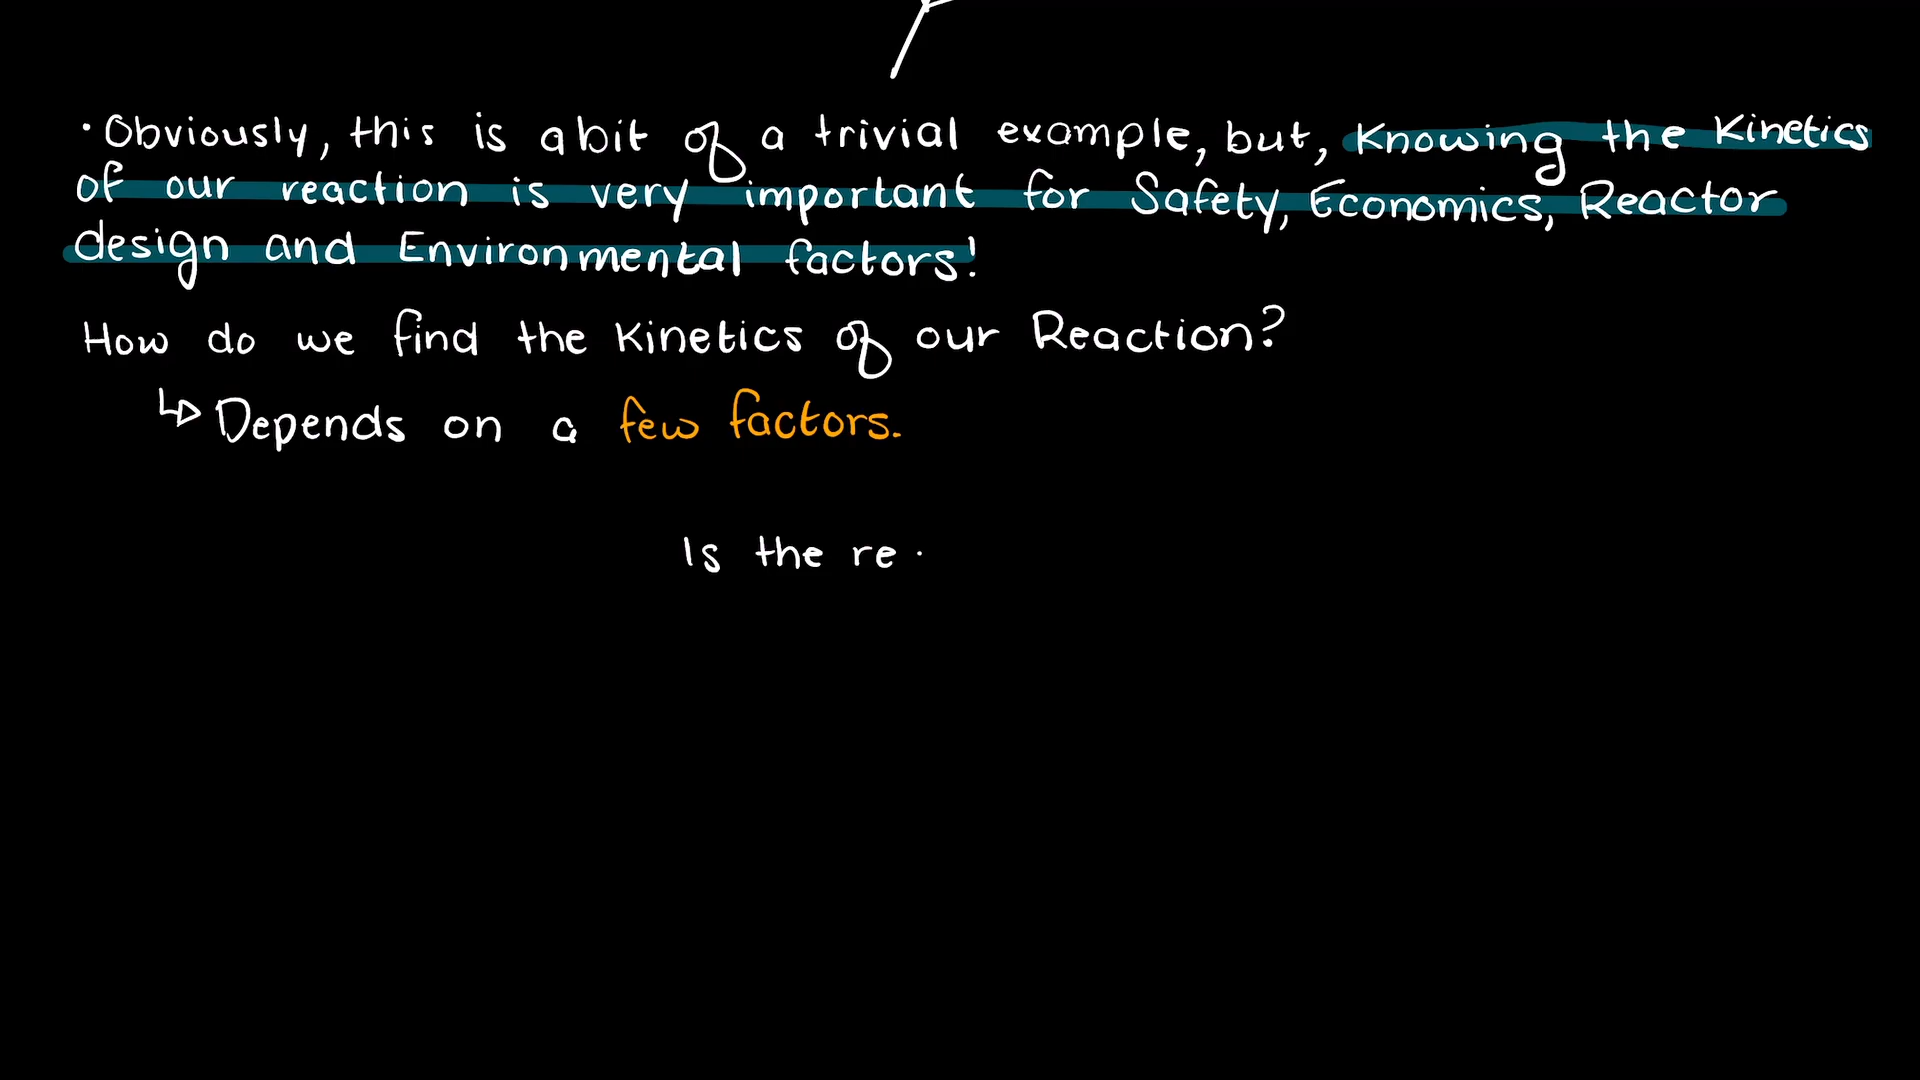 · Obviously, this is a bit of a trivial example, but, Knowing the Kinetics
of our reaction is very important for Safety, Economics, Reactor
design and Environmental factors!
How do we find the Kinetics of our Reaction?
↳ Depends on a few factors.
Is the re